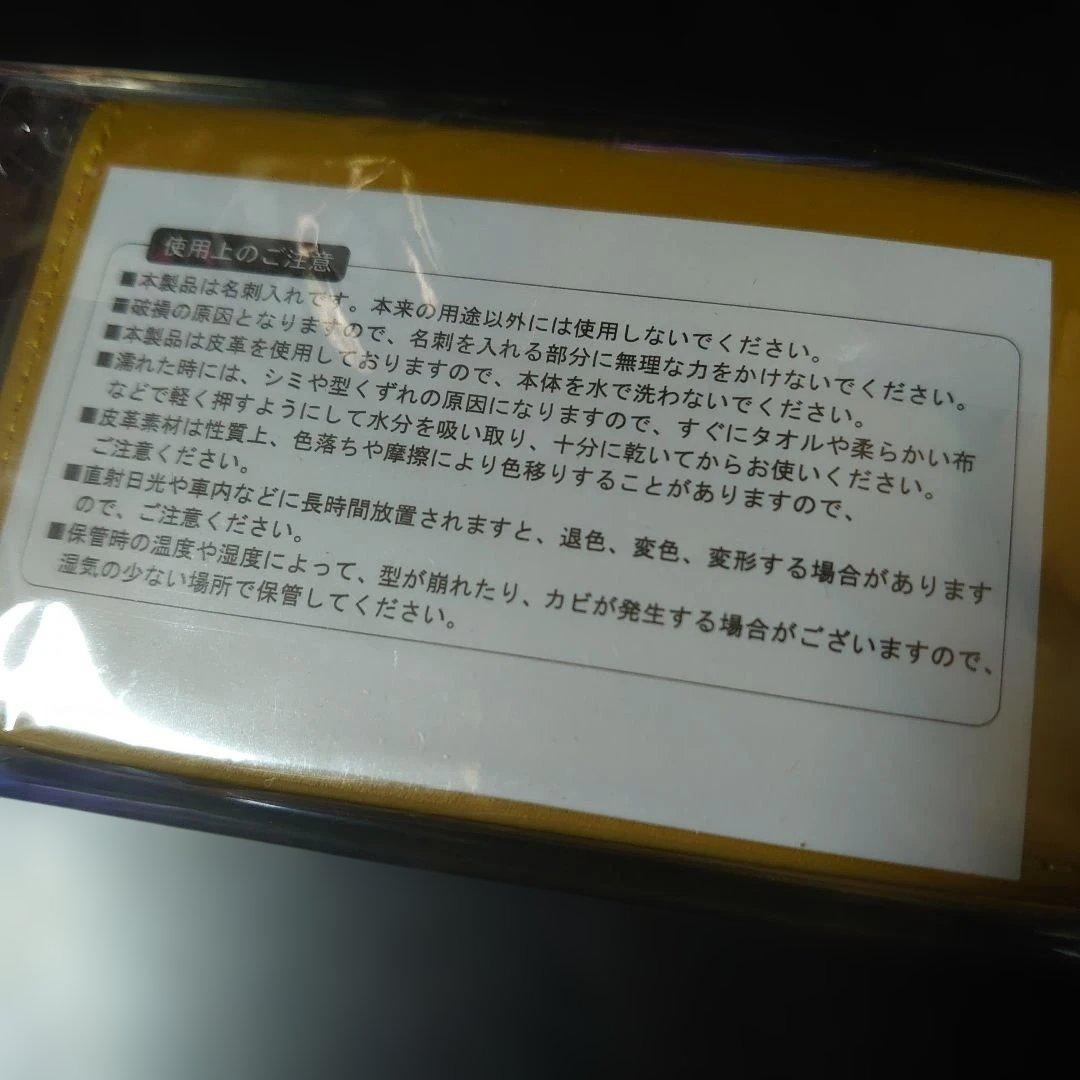 使用上のご注意
■本製品は名刺入れです。本来の用途以外には使用しないでください。
■破損の原因となりますので、名刺を入れる部分に無理な力をかけないでください。
■本製品は皮革を使用しておりますので、本体を水で洗わないでください。
■濡れた時には、シミや型くずれの原因になりますので、すぐにタオルや柔らかい布
などで軽く押すようにして水分を吸い取り、十分に乾いてからお使いください。
■皮革素材は性質上、色落ちや摩擦により色移りすることがありますので、
ご注意ください。
■直射日光や車内などに長時間放置されますと、退色、変色、変形する場合があります
ので、ご注意ください。
■保管時の温度や湿度によって、型が崩れたり、カビが発生する場合がございますので、
湿気の少ない場所で保管してください。